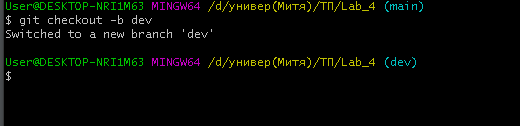 User@DESKTOP-NRI1M63 MINGW64 /d/универ(Митя)/ТП/Lab_4 (main)
$ git checkout -b dev
Switched to a new branch 'dev'
User@DESKTOP-NRI1M63 MINGW64 /d/универ(Митя)/ТП/Lab_4 (dev)
$